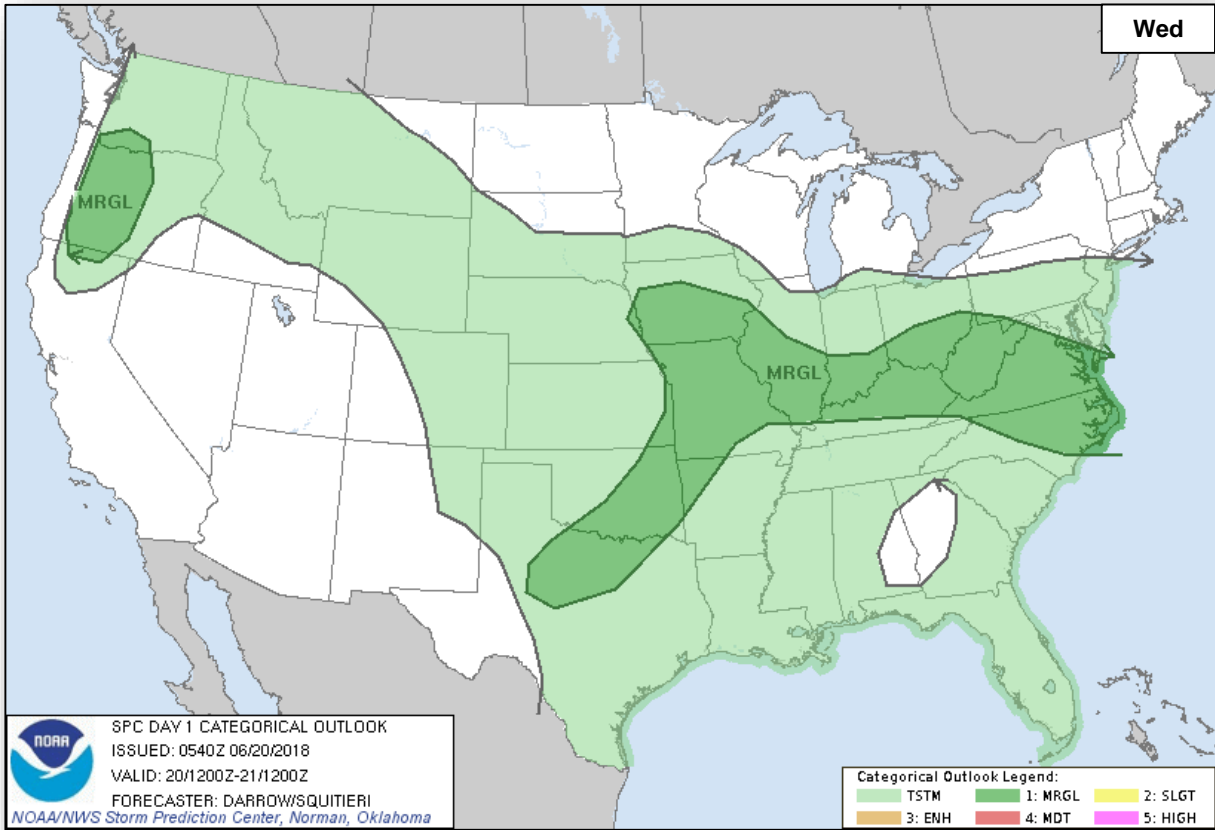 Wed
MRGL
MRGL
NOAA
SPC DAY 1 CATEGORICAL OUTLOOK
ISSUED: 0540Z 06/20/2018
VALID: 20/1200Z-21/1200Z
FORECASTER: DARROW/SQUITIERI
NOAA/NWS Storm Prediction Center, Norman, Oklahoma
Categorical Outlook Legend:
TSTM 1: MRGL 2: SLGT
3: ENH 4: MDT 5: HIGH